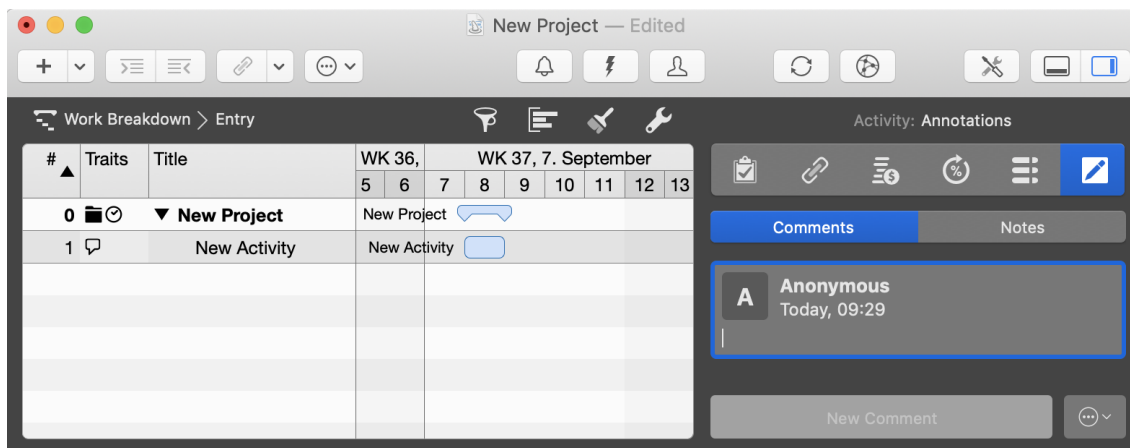 New Project — Edited
Work Breakdown > Entry
Activity: Annotations
# Traits Title WK 36, WK 37, 7. September
5 6 7 8 9 10 11 12 13
0 New Project New Project
1 New Activity New Activity
Comments Notes
A Anonymous
Today, 09:29
New Comment